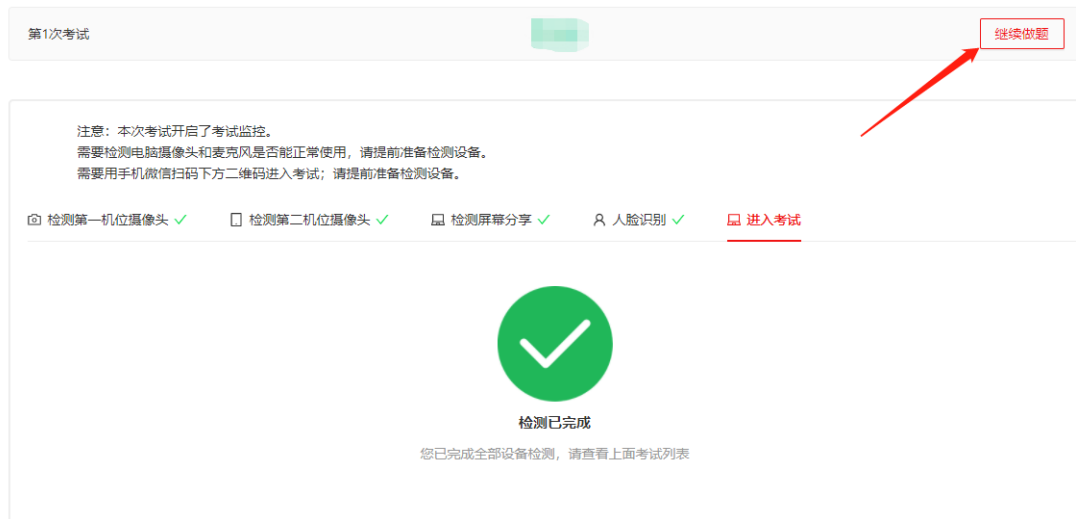 第1次考试
继续做题
注意：本次考试开启了考试监控。
需要检测电脑摄像头和麦克风是否能正常使用，请提前准备检测设备。
需要用手机微信扫码下方二维码进入考试；请提前准备检测设备。
检测第一机位摄像头 检测第二机位摄像头 检测屏幕分享 人脸识别 进入考试
检测已完成
您已完成全部设备检测，请查看上面考试列表